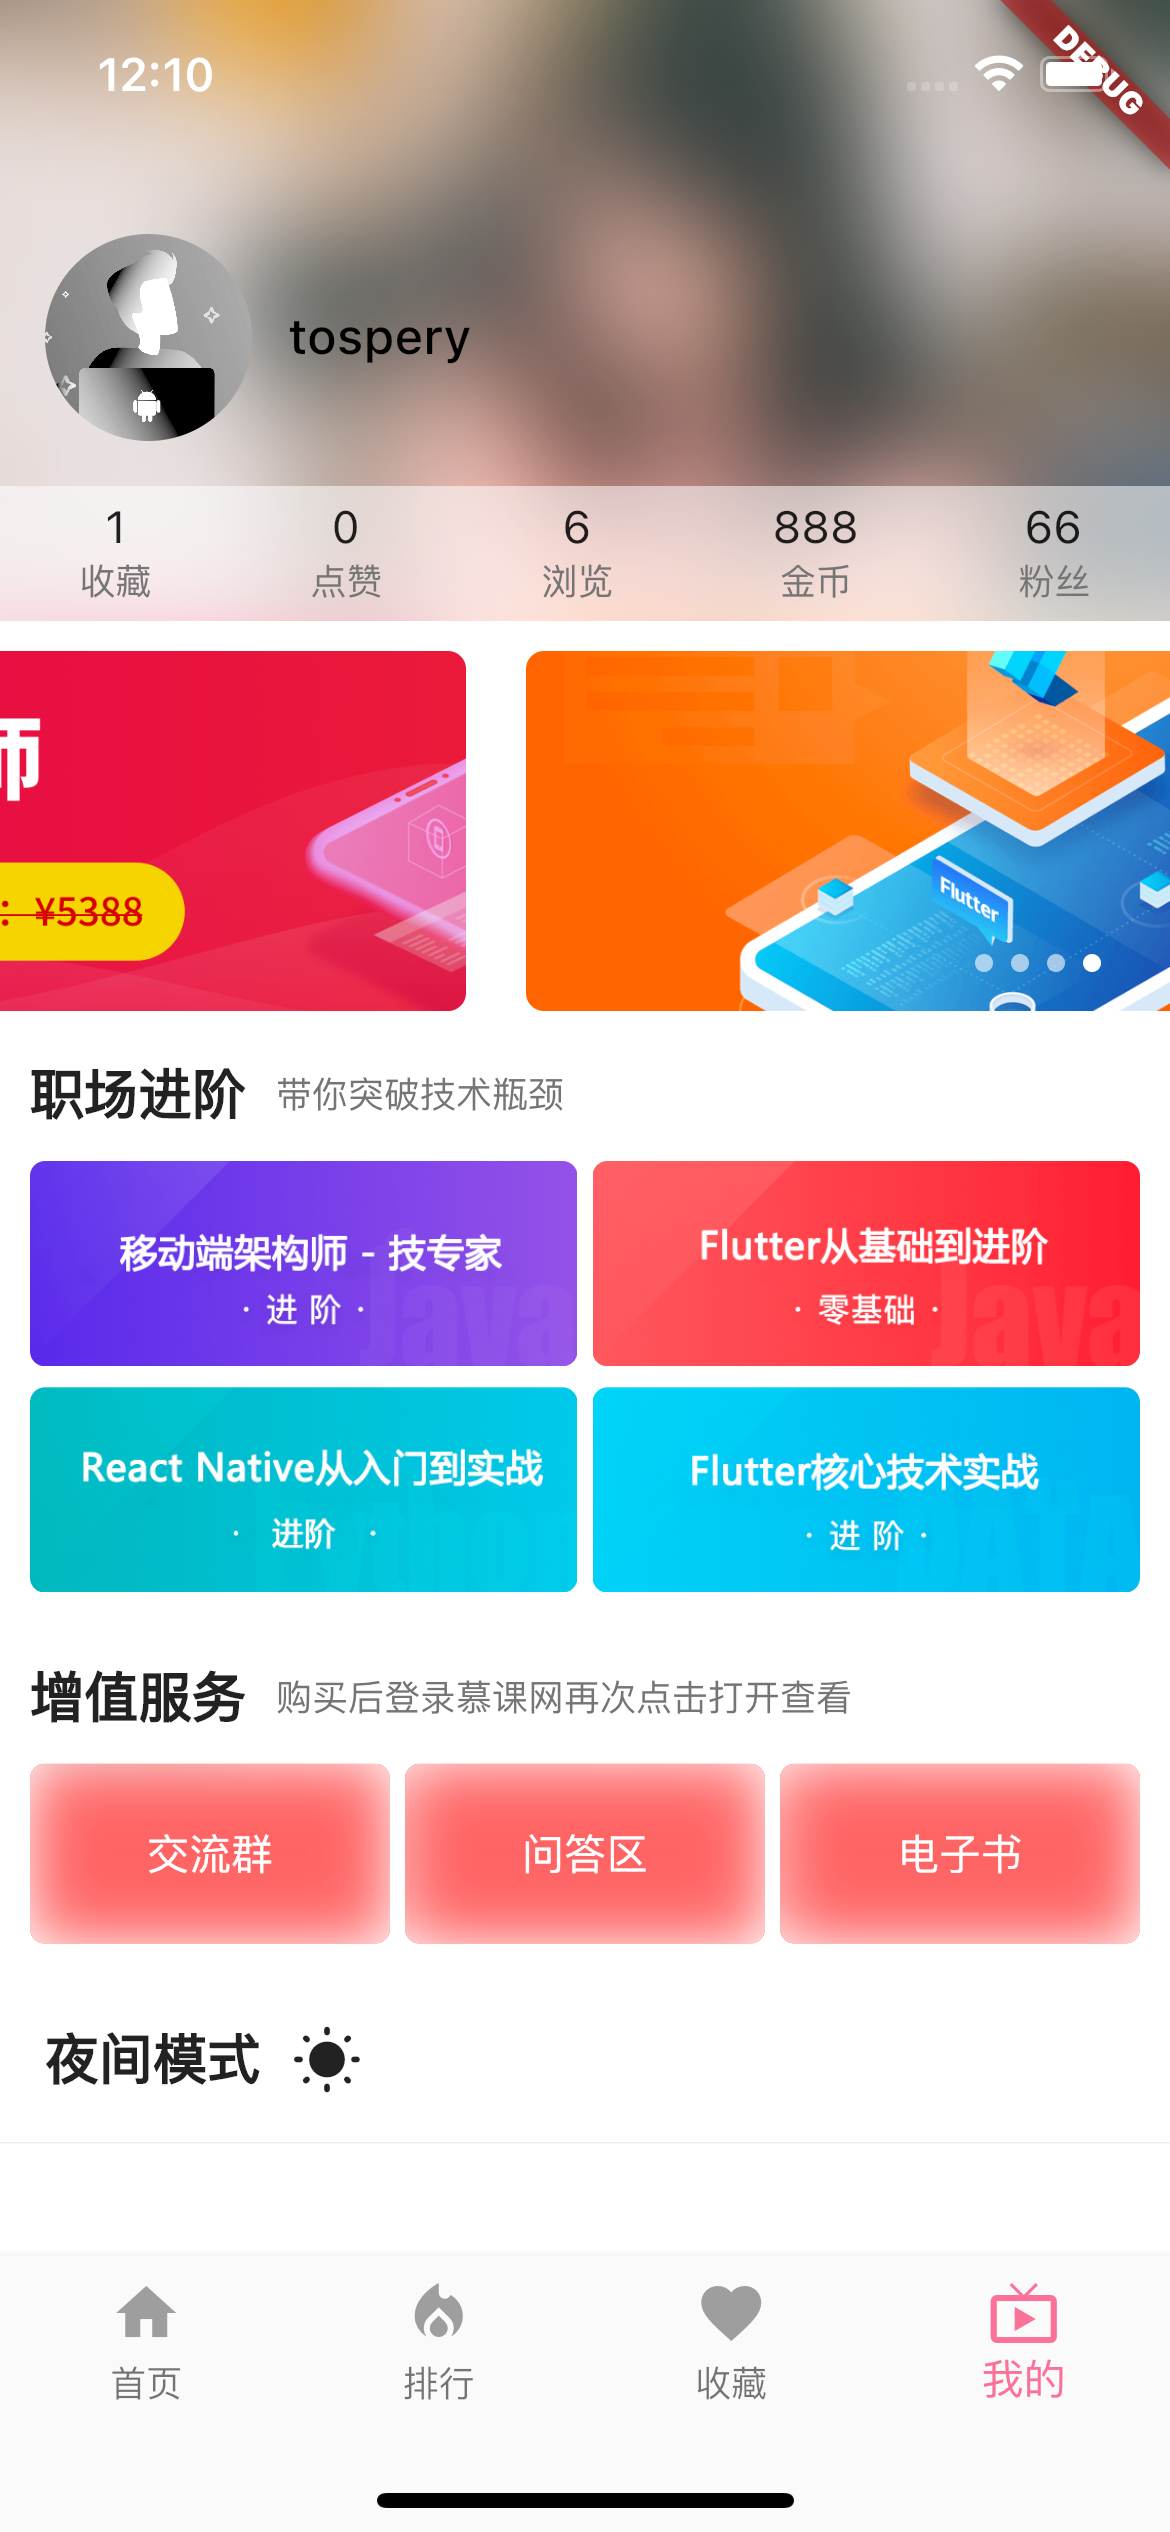 12:10
DEBUG
tospery
1 0 6 888 66
收藏 点赞 浏览 金币 粉丝
师
：¥5388
Flutter
职场进阶 带你突破技术瓶颈
移动端架构师 - 技专家
· 进 阶 ·
Java
Flutter从基础到进阶
· 零基础 ·
Java
React Native从入门到实战
· 进阶 ·
Python
Flutter核心技术实战
· 进 阶 ·
DATA
增值服务 购买后登录慕课网再次点击打开查看
交流群 问答区 电子书
夜间模式
首页 排行 收藏 我的